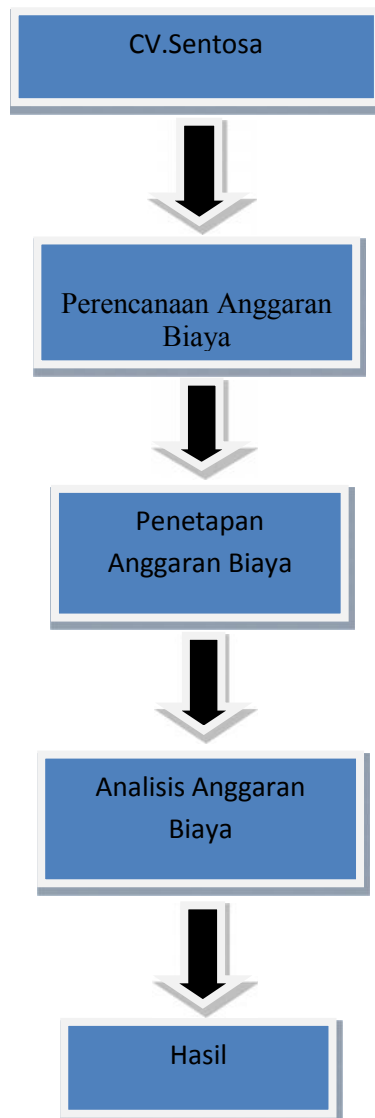 CV.Sentosa
Perencanaan Anggaran
Biaya
Penetapan
Anggaran Biaya
Analisis Anggaran
Biaya
Hasil